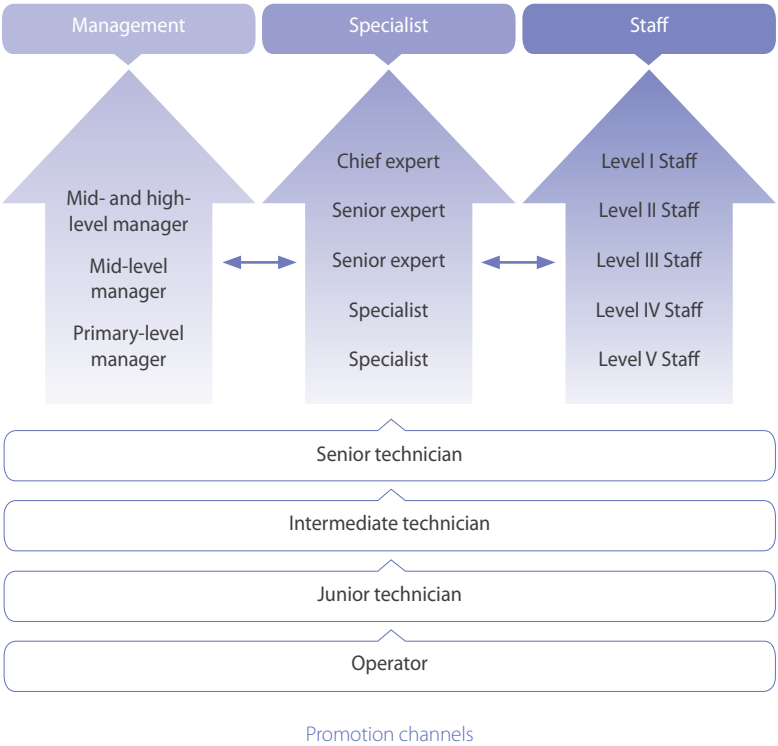 Management
Specialist
Staff
Mid- and high-
level manager
Mid-level
manager
Primary-level
manager
Chief expert
Senior expert
Senior expert
Specialist
Specialist
Level I Staff
Level II Staff
Level III Staff
Level IV Staff
Level V Staff
Senior technician
Intermediate technician
Junior technician
Operator
Promotion channels